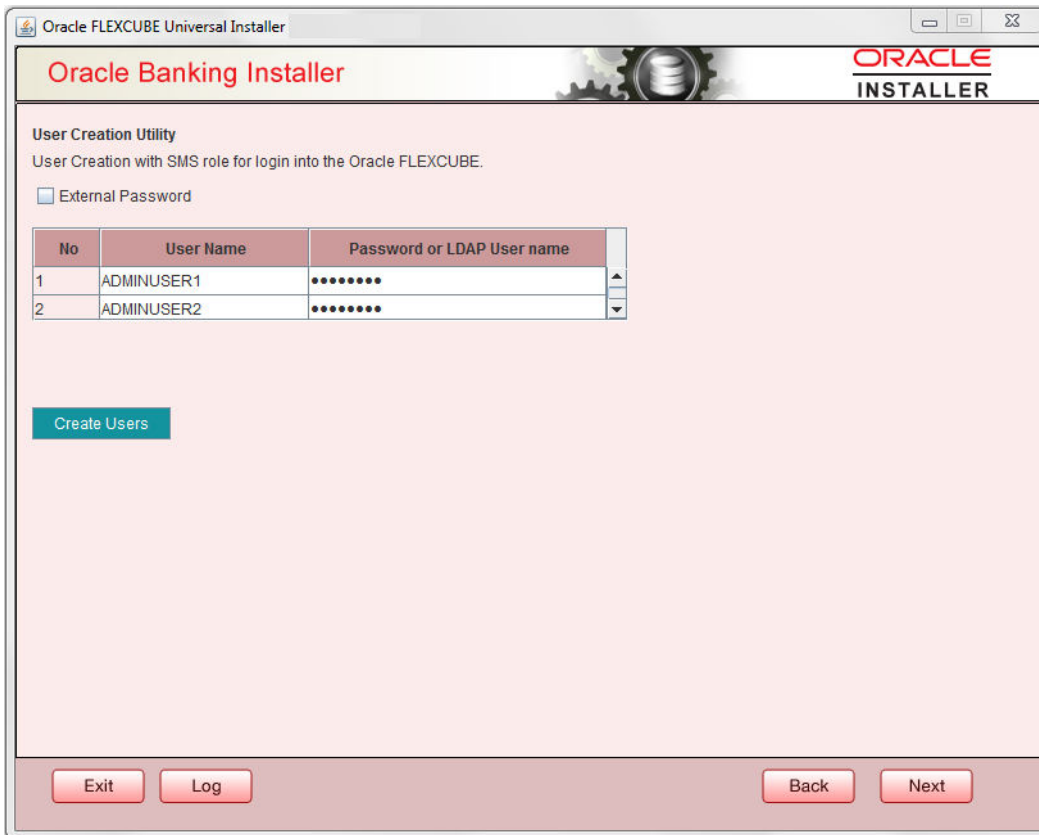 Oracle FLEXCUBE Universal Installer
Oracle Banking Installer
ORACLE
INSTALLER
User Creation Utility
User Creation with SMS role for login into the Oracle FLEXCUBE.
External Password
No User Name Password or LDAP User name
1 ADMINUSER1 ••••••••
2 ADMINUSER2 ••••••••
Create Users
Exit Log Back Next